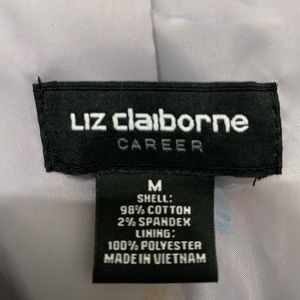 Liz claiborne
CAREER
M
SHELL:
98% COTTON
2% SPANDEX
LINING:
100% POLYESTER
MADE IN VIETNAM